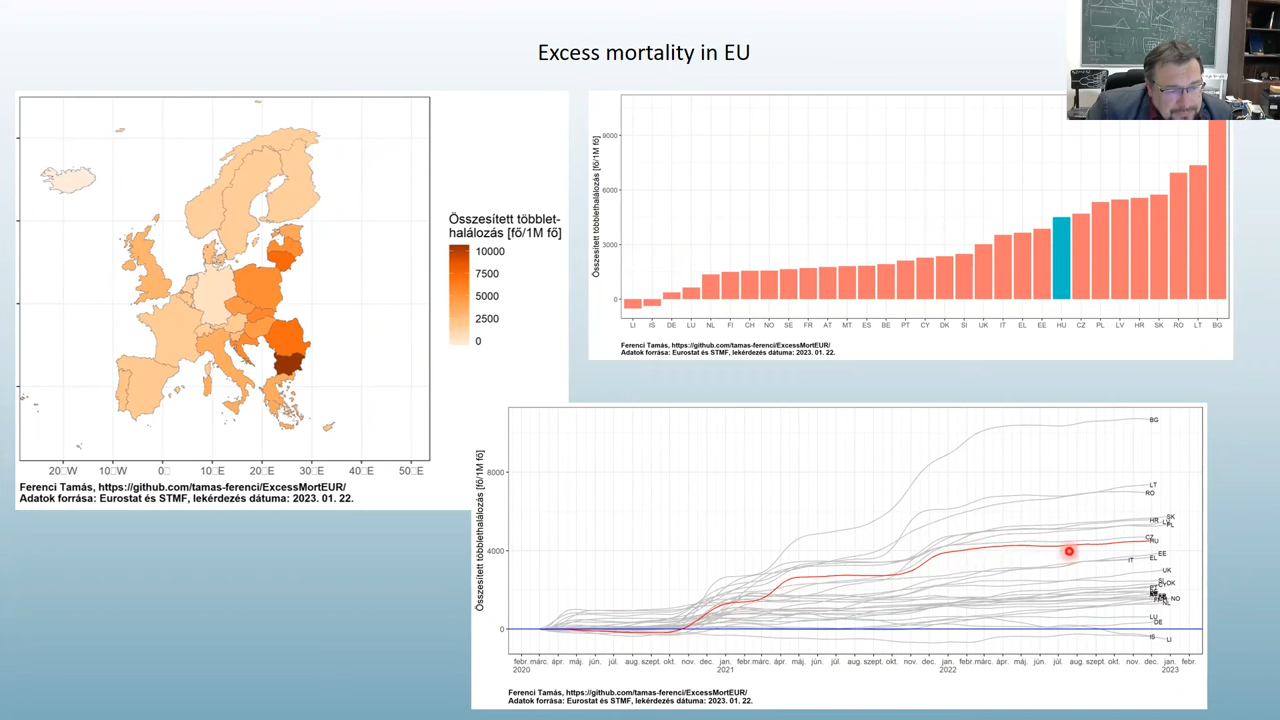 Excess mortality in EU
Összesített többlet-
halálozás [fő/1M fő]
10000
7500
5000
2500
0
20□W 10□W 0□ 10□E 20□E 30□E 40□E 50□E
Ferenci Tamás, https://github.com/tamas-ferenci/ExcessMortEUR/
Adatok forrása: Eurostat és STMF, lekérdezés dátuma: 2023. 01. 22.
Összesített többlethalálozás [fő/1M fő]
9000
6000
3000
0
LI IS DE LU NL FI CH NO SE FR AT MT ES BE PT CY DK SI UK IT EL EE HU CZ PL LV HR SK RO LT BG
Ferenci Tamás, https://github.com/tamas-ferenci/ExcessMortEUR/
Adatok forrása: Eurostat és STMF, lekérdezés dátuma: 2023. 01. 22.
Összesített többlethalálozás [fő/1M fő]
8000
4000
0
BG
LT
RO
SK
HR
PL
CZ
HU
EE
IT EL
UK
DK
NO
NL
LU
DE
IS LI
febr. márc. ápr. máj. jún. júl. aug. szept. okt. nov. dec. jan. febr. márc. ápr. máj. jún. júl. aug. szept. okt. nov. dec. jan. febr. márc. ápr. máj. jún. júl. aug. szept. okt. nov. dec. jan. febr.
2020 2021 2022 2023
Ferenci Tamás, https://github.com/tamas-ferenci/ExcessMortEUR/
Adatok forrása: Eurostat és STMF, lekérdezés dátuma: 2023. 01. 22.